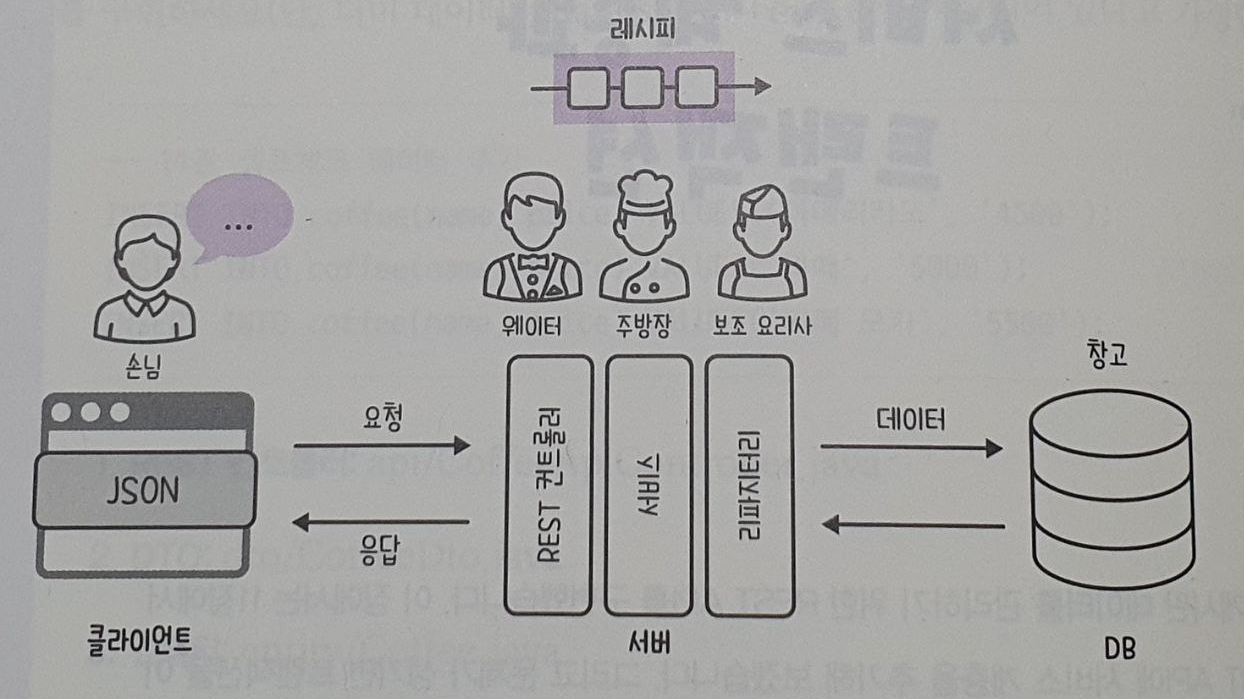 레시피
...
손님
웨이터
주방장
보조 요리사
창고
JSON
요청
응답
REST 컨트롤러
서비스
리파지터리
데이터
클라이언트
서버
DB